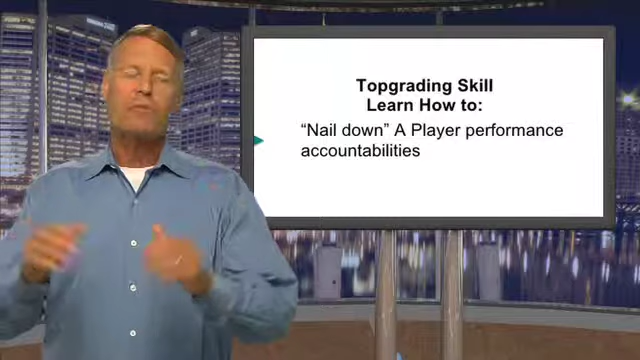 Topgrading Skill
Learn How to:
“Nail down” A Player performance
accountabilities